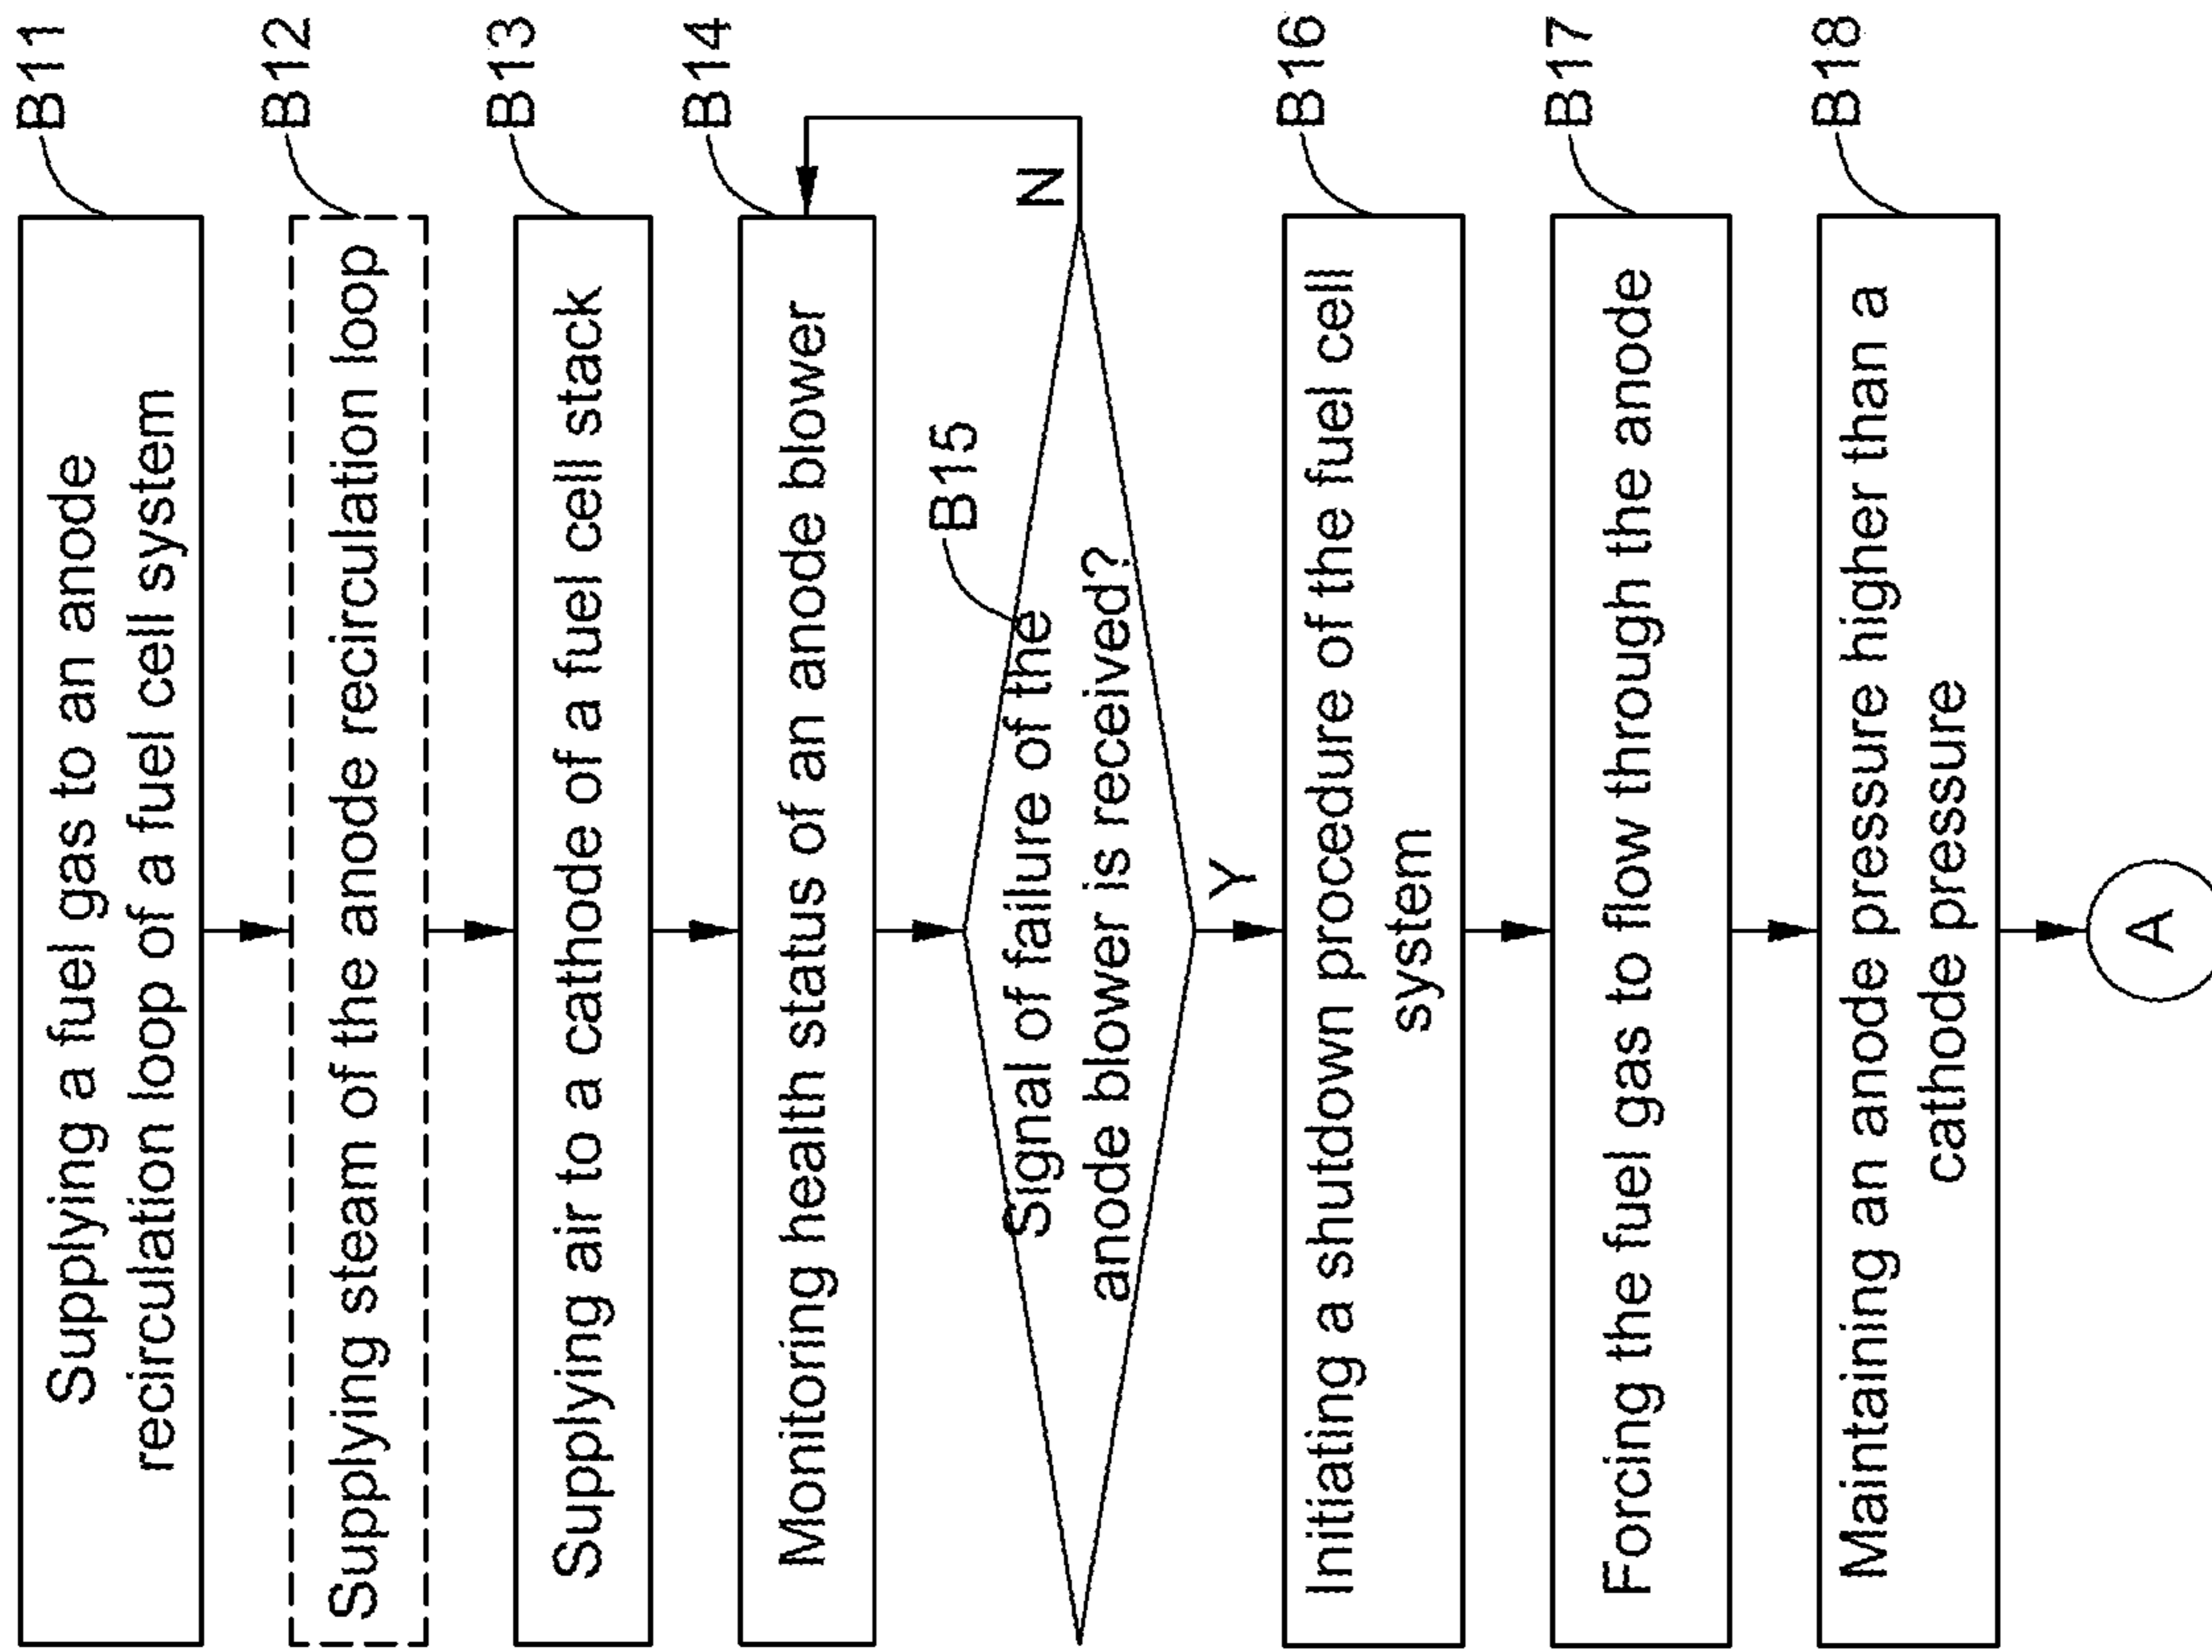 Supplying a fuel gas to an anode
recirculation loop of a fuel cell system
B11
Supplying steam of the anode recirculation loop
B12
Supplying air to a cathode of a fuel cell stack
B13
Monitoring health status of an anode blower
B14
Signal of failure of the
anode blower is received?
B15
N
Y
Initiating a shutdown procedure of the fuel cell
system
B16
Forcing the fuel gas to flow through the anode
B17
Maintaining an anode pressure higher than a
cathode pressure
B18
A